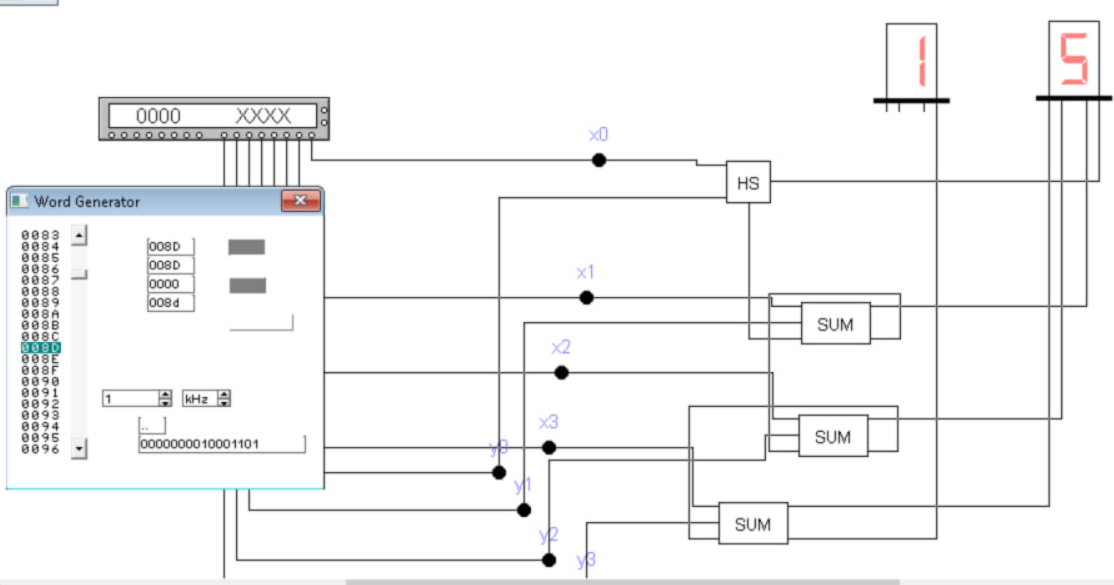 1
5
0000 XXXX
x0
HS
Word Generator
0083
0084
0085
0086
0087
0088
0089
008A
008B
008C
008D
008E
008F
0090
0091
0092
0093
0094
0095
0096
008D
008D
0000
008d
x1
SUM
x2
1 kHz
..
0000000010001101
x3
SUM
y0
y1
SUM
y2
y3